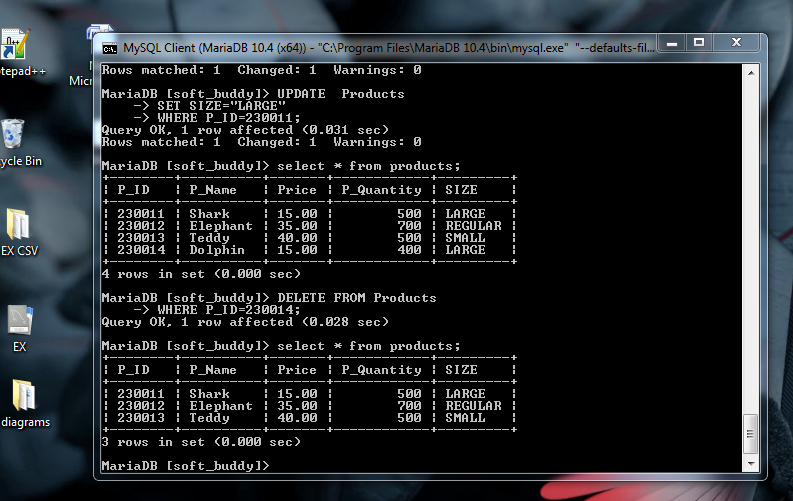 MySQL Client (MariaDB 10.4 (x64)) - "C:\Program Files\MariaDB 10.4\bin\mysql.exe" "--defaults-fil...
Rows matched: 1  Changed: 1  Warnings: 0
MariaDB [soft_buddy]> UPDATE  Products
    -> SET SIZE="LARGE"
    -> WHERE P_ID=230011;
Query OK, 1 row affected (0.031 sec)
Rows matched: 1  Changed: 1  Warnings: 0
MariaDB [soft_buddy]> select * from products;
+--------+----------+-------+------------+---------+
| P_ID   | P_Name   | Price | P_Quantity | SIZE    |
+--------+----------+-------+------------+---------+
| 230011 | Shark    | 15.00 |        500 | LARGE   |
| 230012 | Elephant | 35.00 |        700 | REGULAR |
| 230013 | Teddy    | 40.00 |        500 | SMALL   |
| 230014 | Dolphin  | 15.00 |        400 | LARGE   |
+--------+----------+-------+------------+---------+
4 rows in set (0.000 sec)
MariaDB [soft_buddy]> DELETE FROM Products
    -> WHERE P_ID=230014;
Query OK, 1 row affected (0.028 sec)
MariaDB [soft_buddy]> select * from products;
+--------+----------+-------+------------+---------+
| P_ID   | P_Name   | Price | P_Quantity | SIZE    |
+--------+----------+-------+------------+---------+
| 230011 | Shark    | 15.00 |        500 | LARGE   |
| 230012 | Elephant | 35.00 |        700 | REGULAR |
| 230013 | Teddy    | 40.00 |        500 | SMALL   |
+--------+----------+-------+------------+---------+
3 rows in set (0.000 sec)
MariaDB [soft_buddy]>
tepad++
Micr
ycle Bin
EX CSV
EX
diagrams